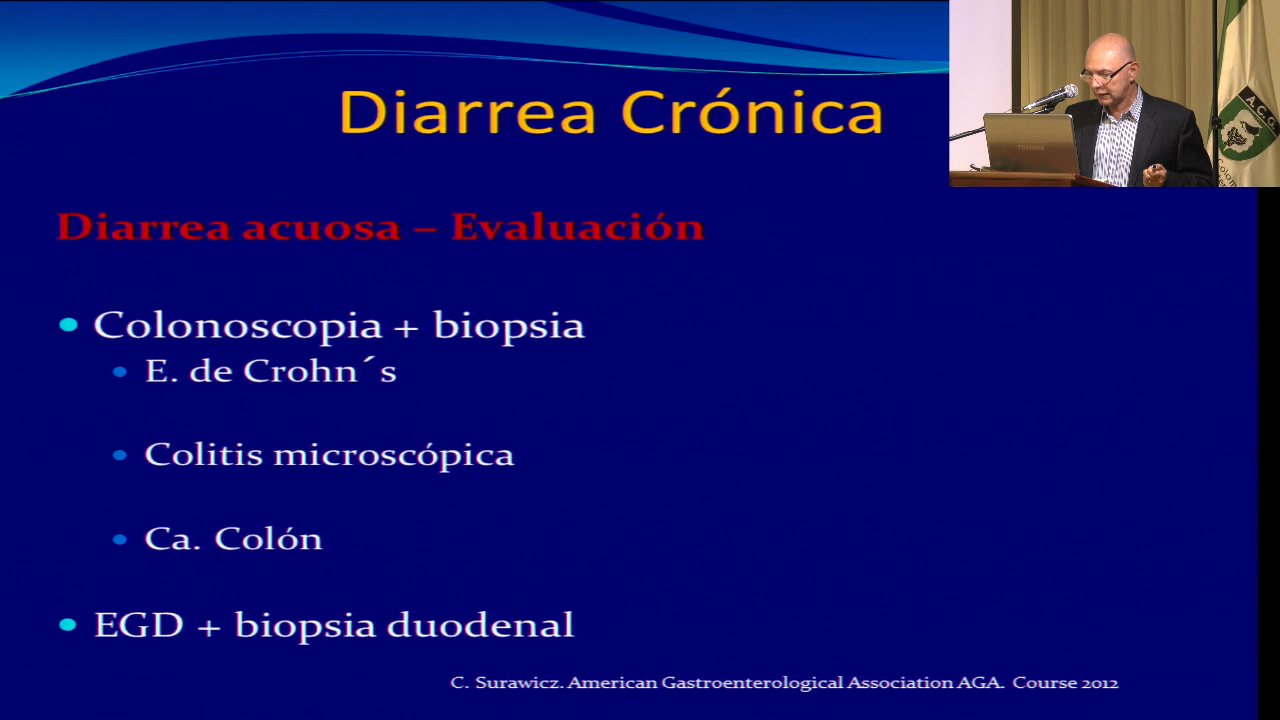 Diarrea Crónica
Diarrea acuosa – Evaluación
Colonoscopia + biopsia
E. de Crohn´s
Colitis microscópica
Ca. Colón
EGD + biopsia duodenal
C. Surawicz. American Gastroenterological Association AGA. Course 2012
TOSHIBA
A.C.G.